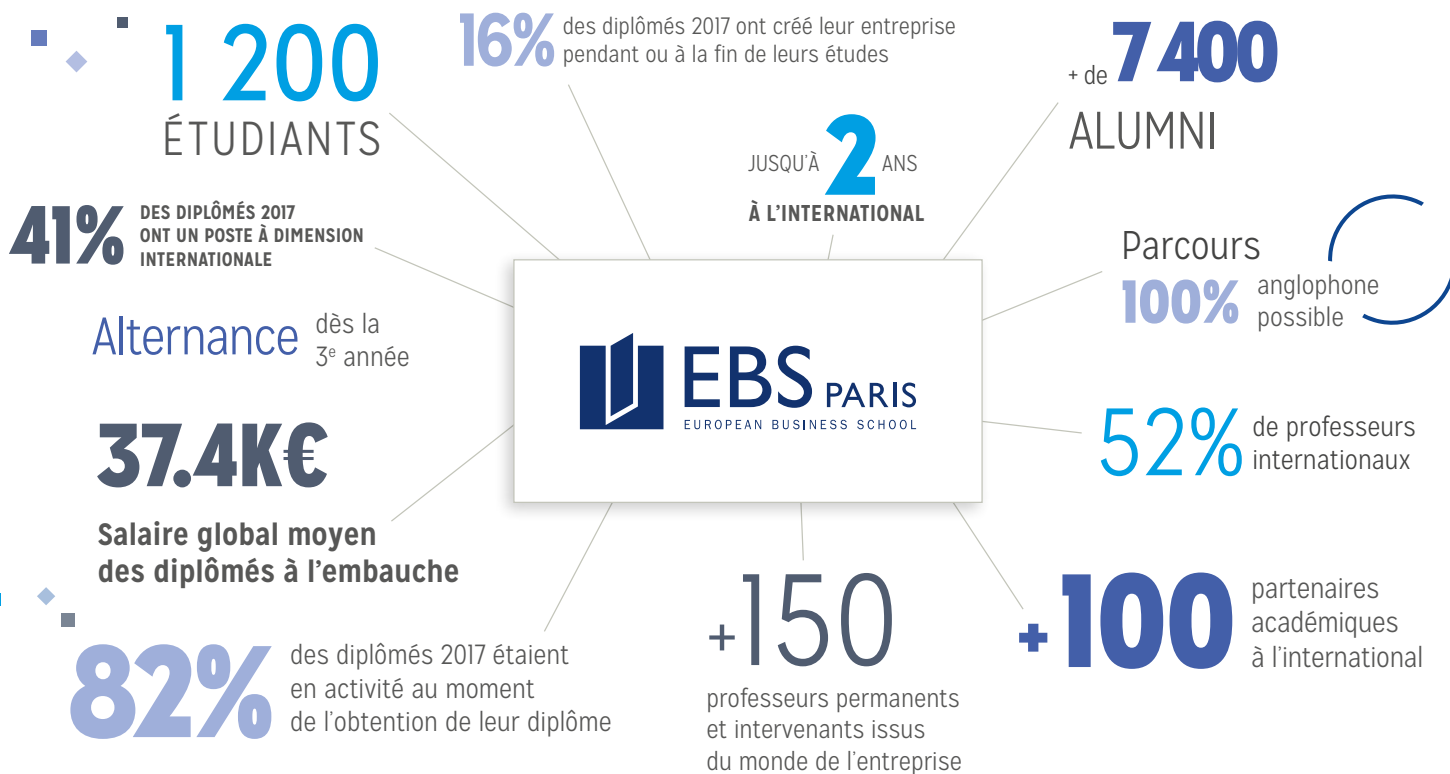 1 200
ÉTUDIANTS
16% des diplômés 2017 ont créé leur entreprise
pendant ou à la fin de leurs études
+ de 7 400
ALUMNI
JUSQU'À 2 ANS
À L'INTERNATIONAL
41% DES DIPLÔMÉS 2017
ONT UN POSTE À DIMENSION
INTERNATIONALE
Parcours
100% anglophone
possible
Alternance dès la
3e année
EBS PARIS
EUROPEAN BUSINESS SCHOOL
37.4K€
Salaire global moyen
des diplômés à l'embauche
52% de professeurs
internationaux
82% des diplômés 2017 étaient
en activité au moment
de l'obtention de leur diplôme
+150
professeurs permanents
et intervenants issus
du monde de l'entreprise
+100 partenaires
académiques
à l'international